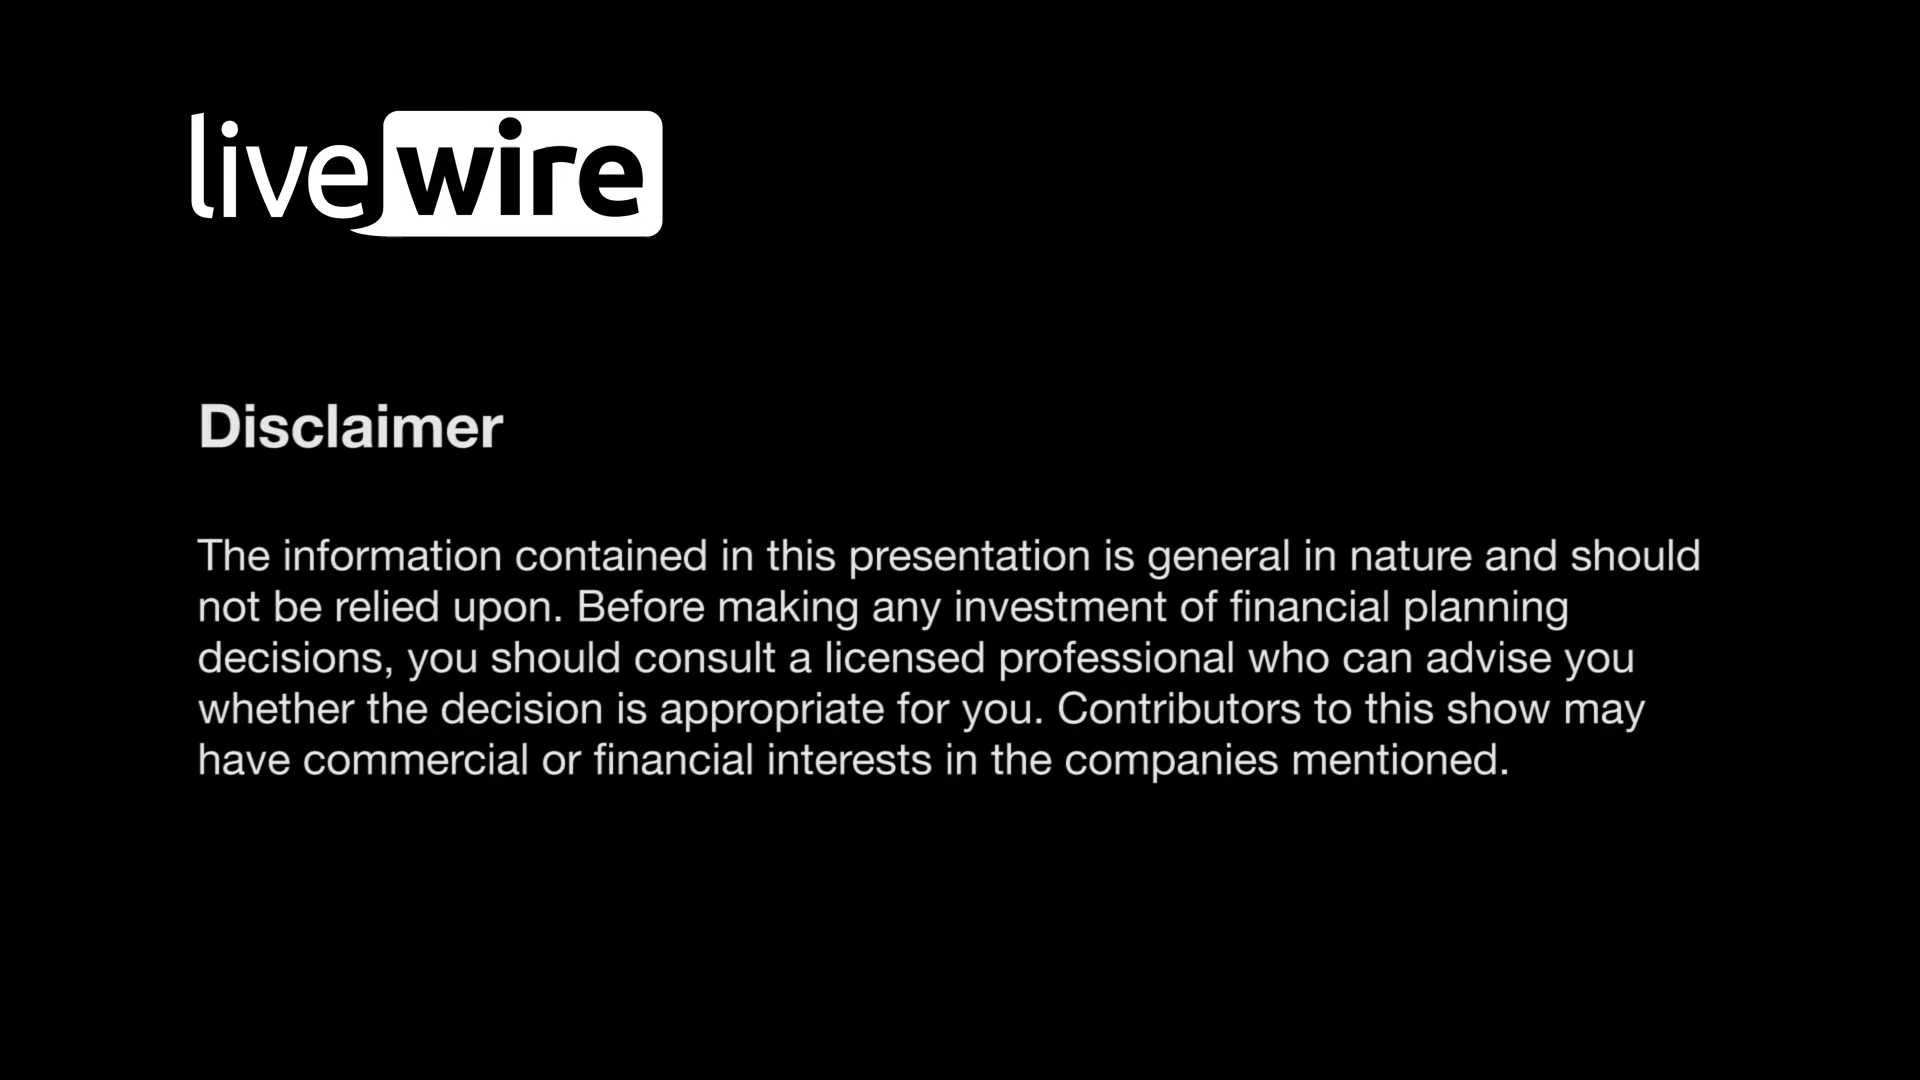 livewire
Disclaimer
The information contained in this presentation is general in nature and should
not be relied upon. Before making any investment of financial planning
decisions, you should consult a licensed professional who can advise you
whether the decision is appropriate for you. Contributors to this show may
have commercial or financial interests in the companies mentioned.